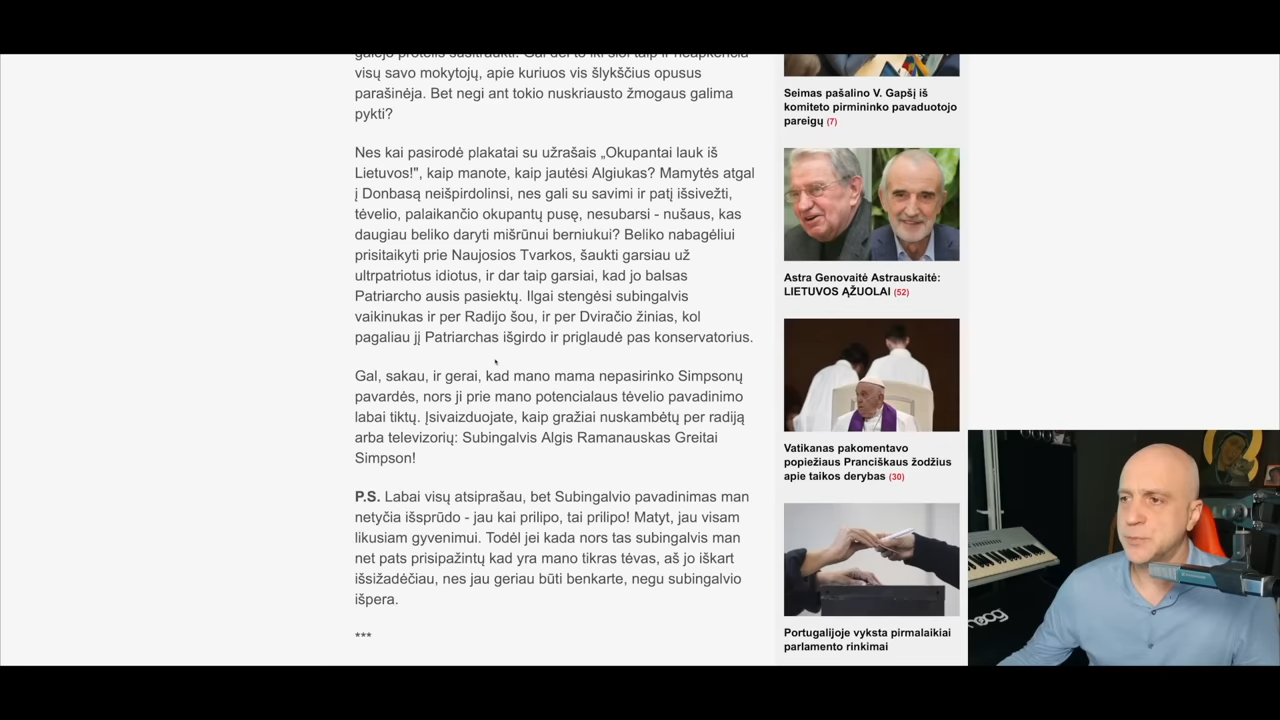 visų savo mokytojų, apie kuriuos vis šlykščius opusus
parašinėja. Bet negi ant tokio nuskriausto žmogaus galima
pykti?
Nes kai pasirodė plakatai su užrašais „Okupantai lauk iš
Lietuvos!", kaip manote, kaip jautėsi Algiukas? Mamytės atgal
į Donbasą neišpirdolinsi, nes gali su savimi ir patį išsivežti,
tėvelio, palaikančio okupantų pusę, nesubarsi - nušaus, kas
daugiau beliko daryti mišrūnui berniukui? Beliko nabagėliui
prisitaikyti prie Naujosios Tvarkos, šaukti garsiau už
ultrpatriotus idiotus, ir dar taip garsiai, kad jo balsas
Patriarcho ausis pasiektų. Ilgai stengėsi subingalvis
vaikinukas ir per Radijo šou, ir per Dviračio žinias, kol
pagaliau jį Patriarchas išgirdo ir priglaudė pas konservatorius.
Gal, sakau, ir gerai, kad mano mama nepasirinko Simpsonų
pavardės, nors ji prie mano potencialaus tėvelio pavadinimo
labai tiktų. Įsivaizduojate, kaip gražiai nuskambėtų per radiją
arba televizorių: Subingalvis Algis Ramanauskas Greitai
Simpson!
P.S. Labai visų atsiprašau, bet Subingalvio pavadinimas man
netyčia išsprūdo - jau kai prilipo, tai prilipo! Matyt, jau visam
likusiam gyvenimui. Todėl jei kada nors tas subingalvis man
net pats prisipažintų kad yra mano tikras tėvas, aš jo iškart
išsižadėčiau, nes jau geriau būti benkarte, negu subingalvio
išpera.
***
Seimas pašalino V. Gapšį iš
komiteto pirmininko pavaduotojo
pareigų (7)
Astra Genovaitė Astrauskaitė:
LIETUVOS ĄŽUOLAI (52)
Vatikanas pakomentavo
popiežiaus Pranciškaus žodžius
apie taikos derybas (30)
Portugalijoje vyksta pirmalaikiai
parlamento rinkimai
moog